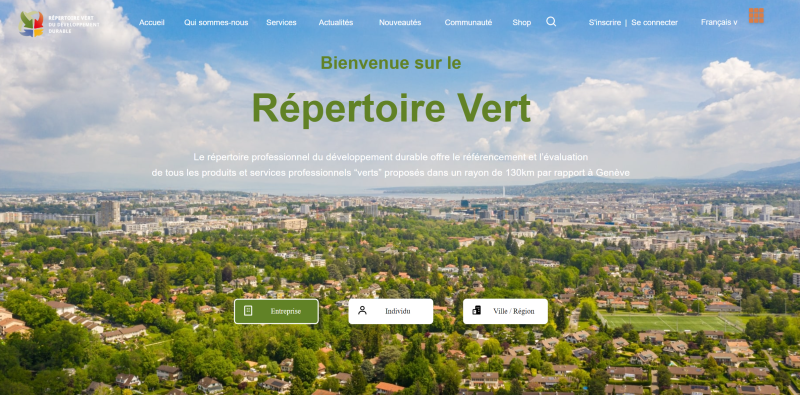 RÉPERTOIRE VERT
DU DÉVELOPPEMENT
DURABLE
Accueil Qui sommes-nous Services Actualités Nouveautés Communauté Shop S'inscrire | Se connecter Français v
Bienvenue sur le
Répertoire Vert
Le répertoire professionnel du développement durable offre le référencement et l'évaluation
de tous les produits et services professionnels "verts" proposés dans un rayon de 130km par rapport à Genève
Entreprise Individu Ville / Région